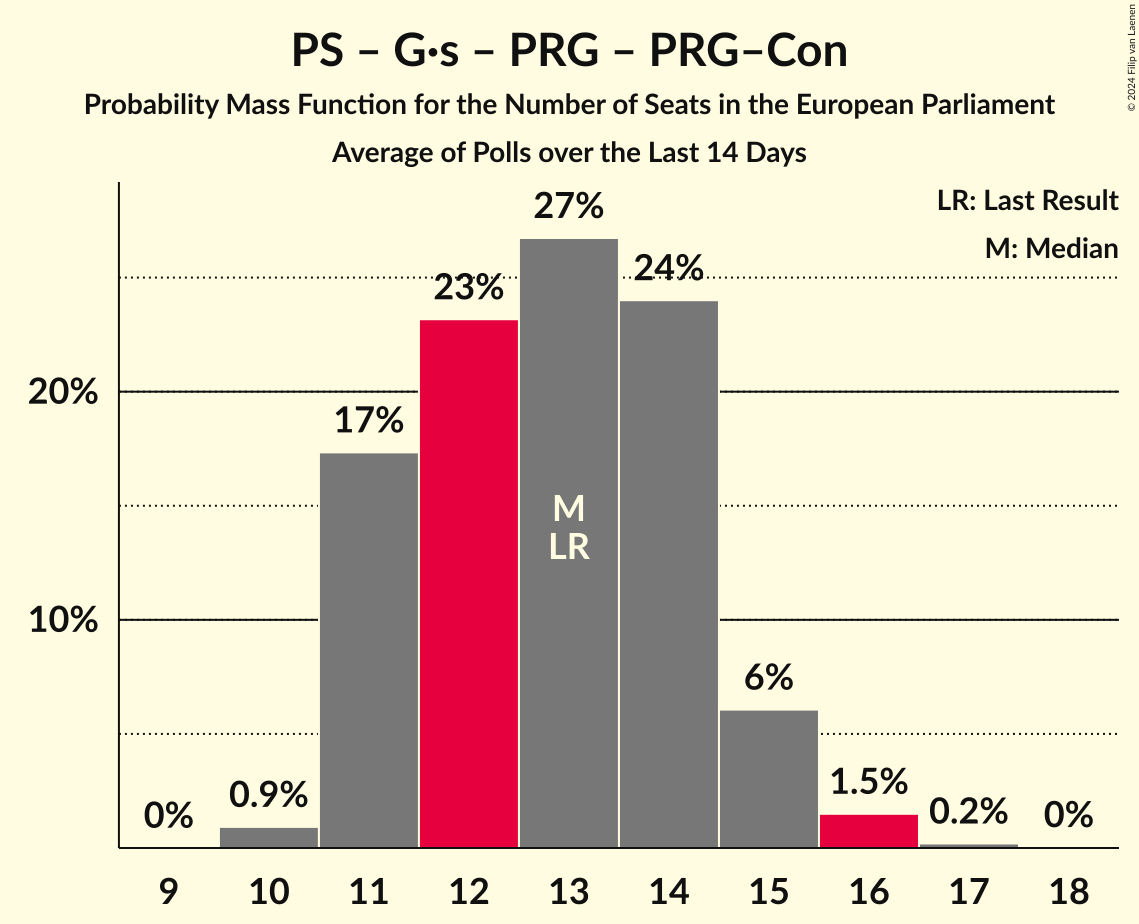 PS – G·s – PRG – PRG–Con
Probability Mass Function for the Number of Seats in the European Parliament
Average of Polls over the Last 14 Days
© 2024 Filip van Laenen
LR: Last Result
M: Median
27%
24%
23%
20%
17%
M
LR
10%
6%
1.5%
0.9%
0.2%
0%
0%
9 10 11 12 13 14 15 16 17 18